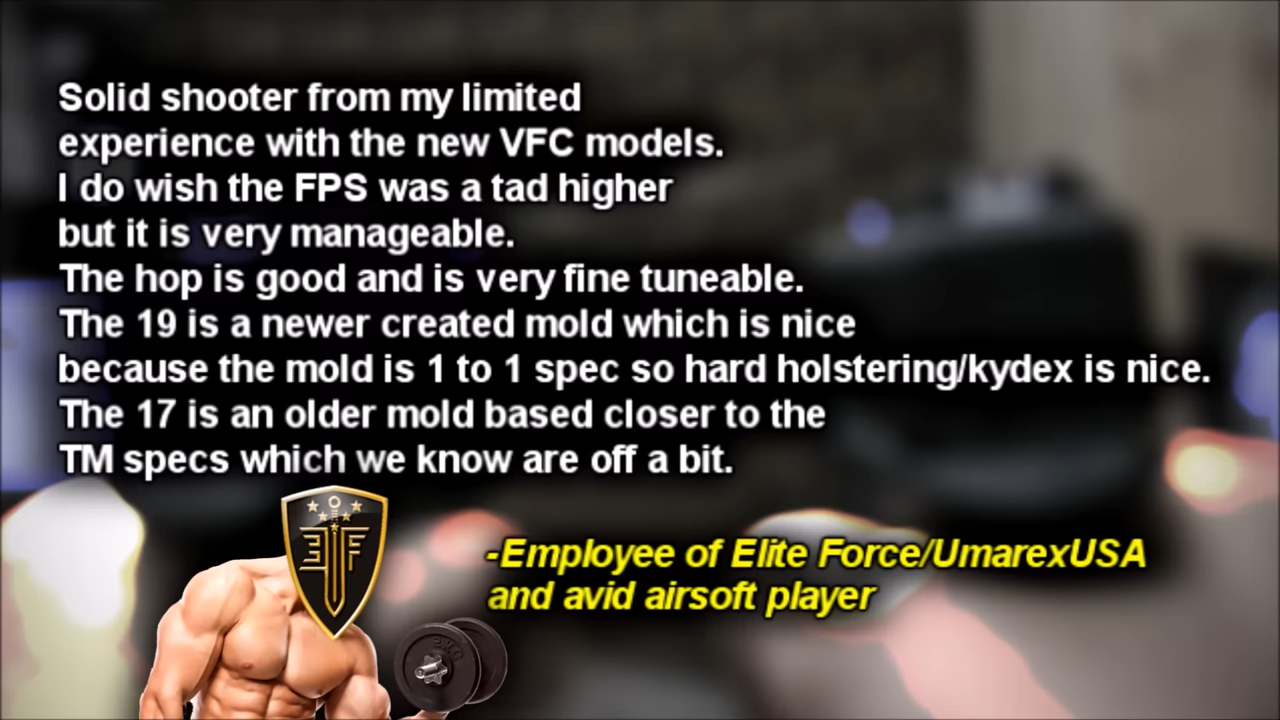 Solid shooter from my limited
experience with the new VFC models.
I do wish the FPS was a tad higher
but it is very manageable.
The hop is good and is very fine tuneable.
The 19 is a newer created mold which is nice
because the mold is 1 to 1 spec so hard holstering/kydex is nice.
The 17 is an older mold based closer to the
TM specs which we know are off a bit.
-Employee of Elite Force/UmarexUSA
and avid airsoft player